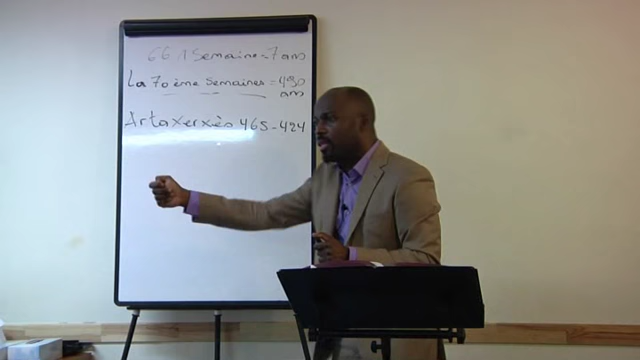 66 1 Semaine = 7 ans
La 70ème Semaines = 490
ans
Artaxerxès 465-424